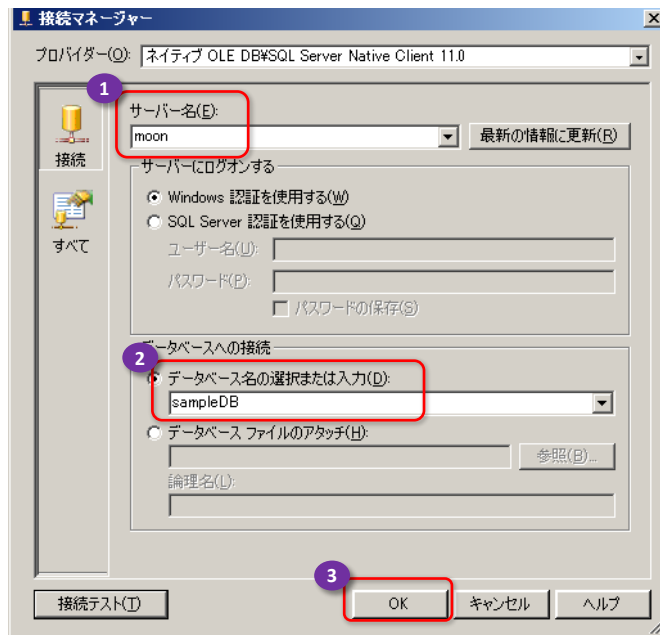 接続マネージャー
プロバイダー(O): ネイティブ OLE DB¥SQL Server Native Client 11.0
1
サーバー名(E):
moon
最新の情報に更新(R)
接続
サーバーにログオンする
Windows 認証を使用する(W)
SQL Server 認証を使用する(Q)
すべて
ユーザー名(U):
パスワード(P):
パスワードの保存(S)
データベースへの接続
2
データベース名の選択または入力(D):
sampleDB
データベース ファイルのアタッチ(H):
参照(B)...
論理名(L):
3
接続テスト(T) OK キャンセル ヘルプ